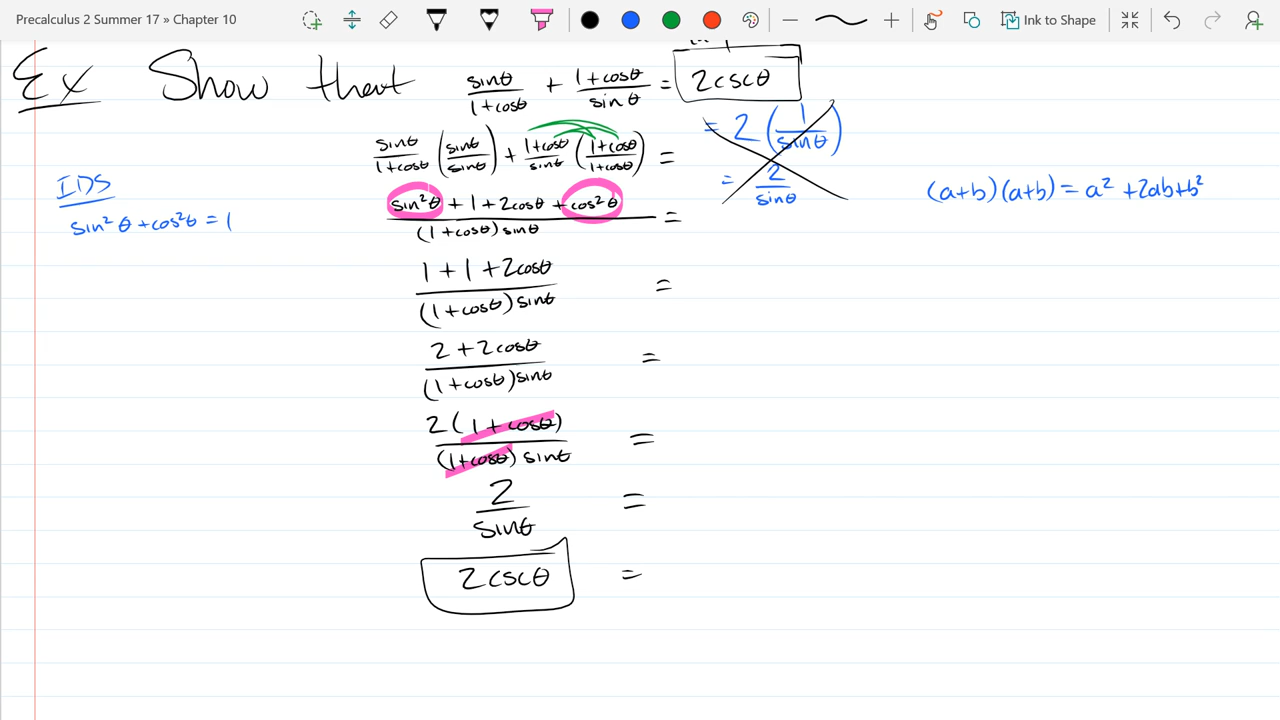 Precalculus 2 Summer 17 » Chapter 10
Ink to Shape
Ex Show that sinθ/(1+cosθ) + (1+cosθ)/sinθ = 2cscθ
sinθ/(1+cosθ) (sinθ/sinθ) + (1+cosθ)/sinθ ((1+cosθ)/(1+cosθ)) =
= 2(1/sinθ)
= 2/sinθ
(a+b)(a+b) = a² + 2ab + b²
IDS
sin²θ + cos²θ = 1
(sin²θ + 1 + 2cosθ + cos²θ)/((1+cosθ)sinθ) =
(1 + 1 + 2cosθ)/((1+cosθ)sinθ) =
(2 + 2cosθ)/((1+cosθ)sinθ) =
2(1+cosθ)/((1+cosθ)sinθ) =
2/sinθ =
2cscθ =